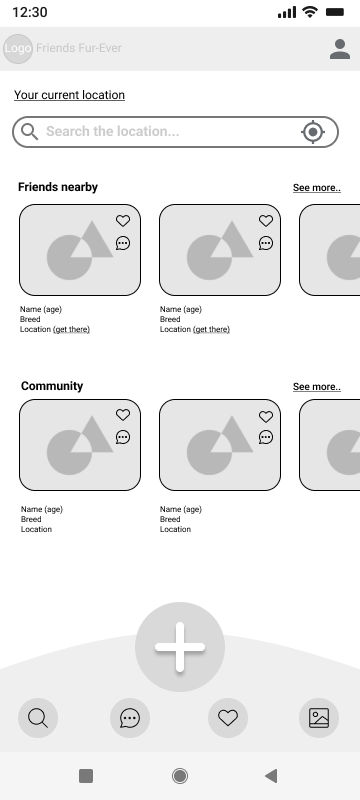 12:30
Logo Friends Fur-Ever
Your current location
Search the location...
Friends nearby See more..
Name (age) Name (age)
Breed Breed
Location (get there) Location (get there)
Community See more..
Name (age) Name (age)
Breed Breed
Location Location